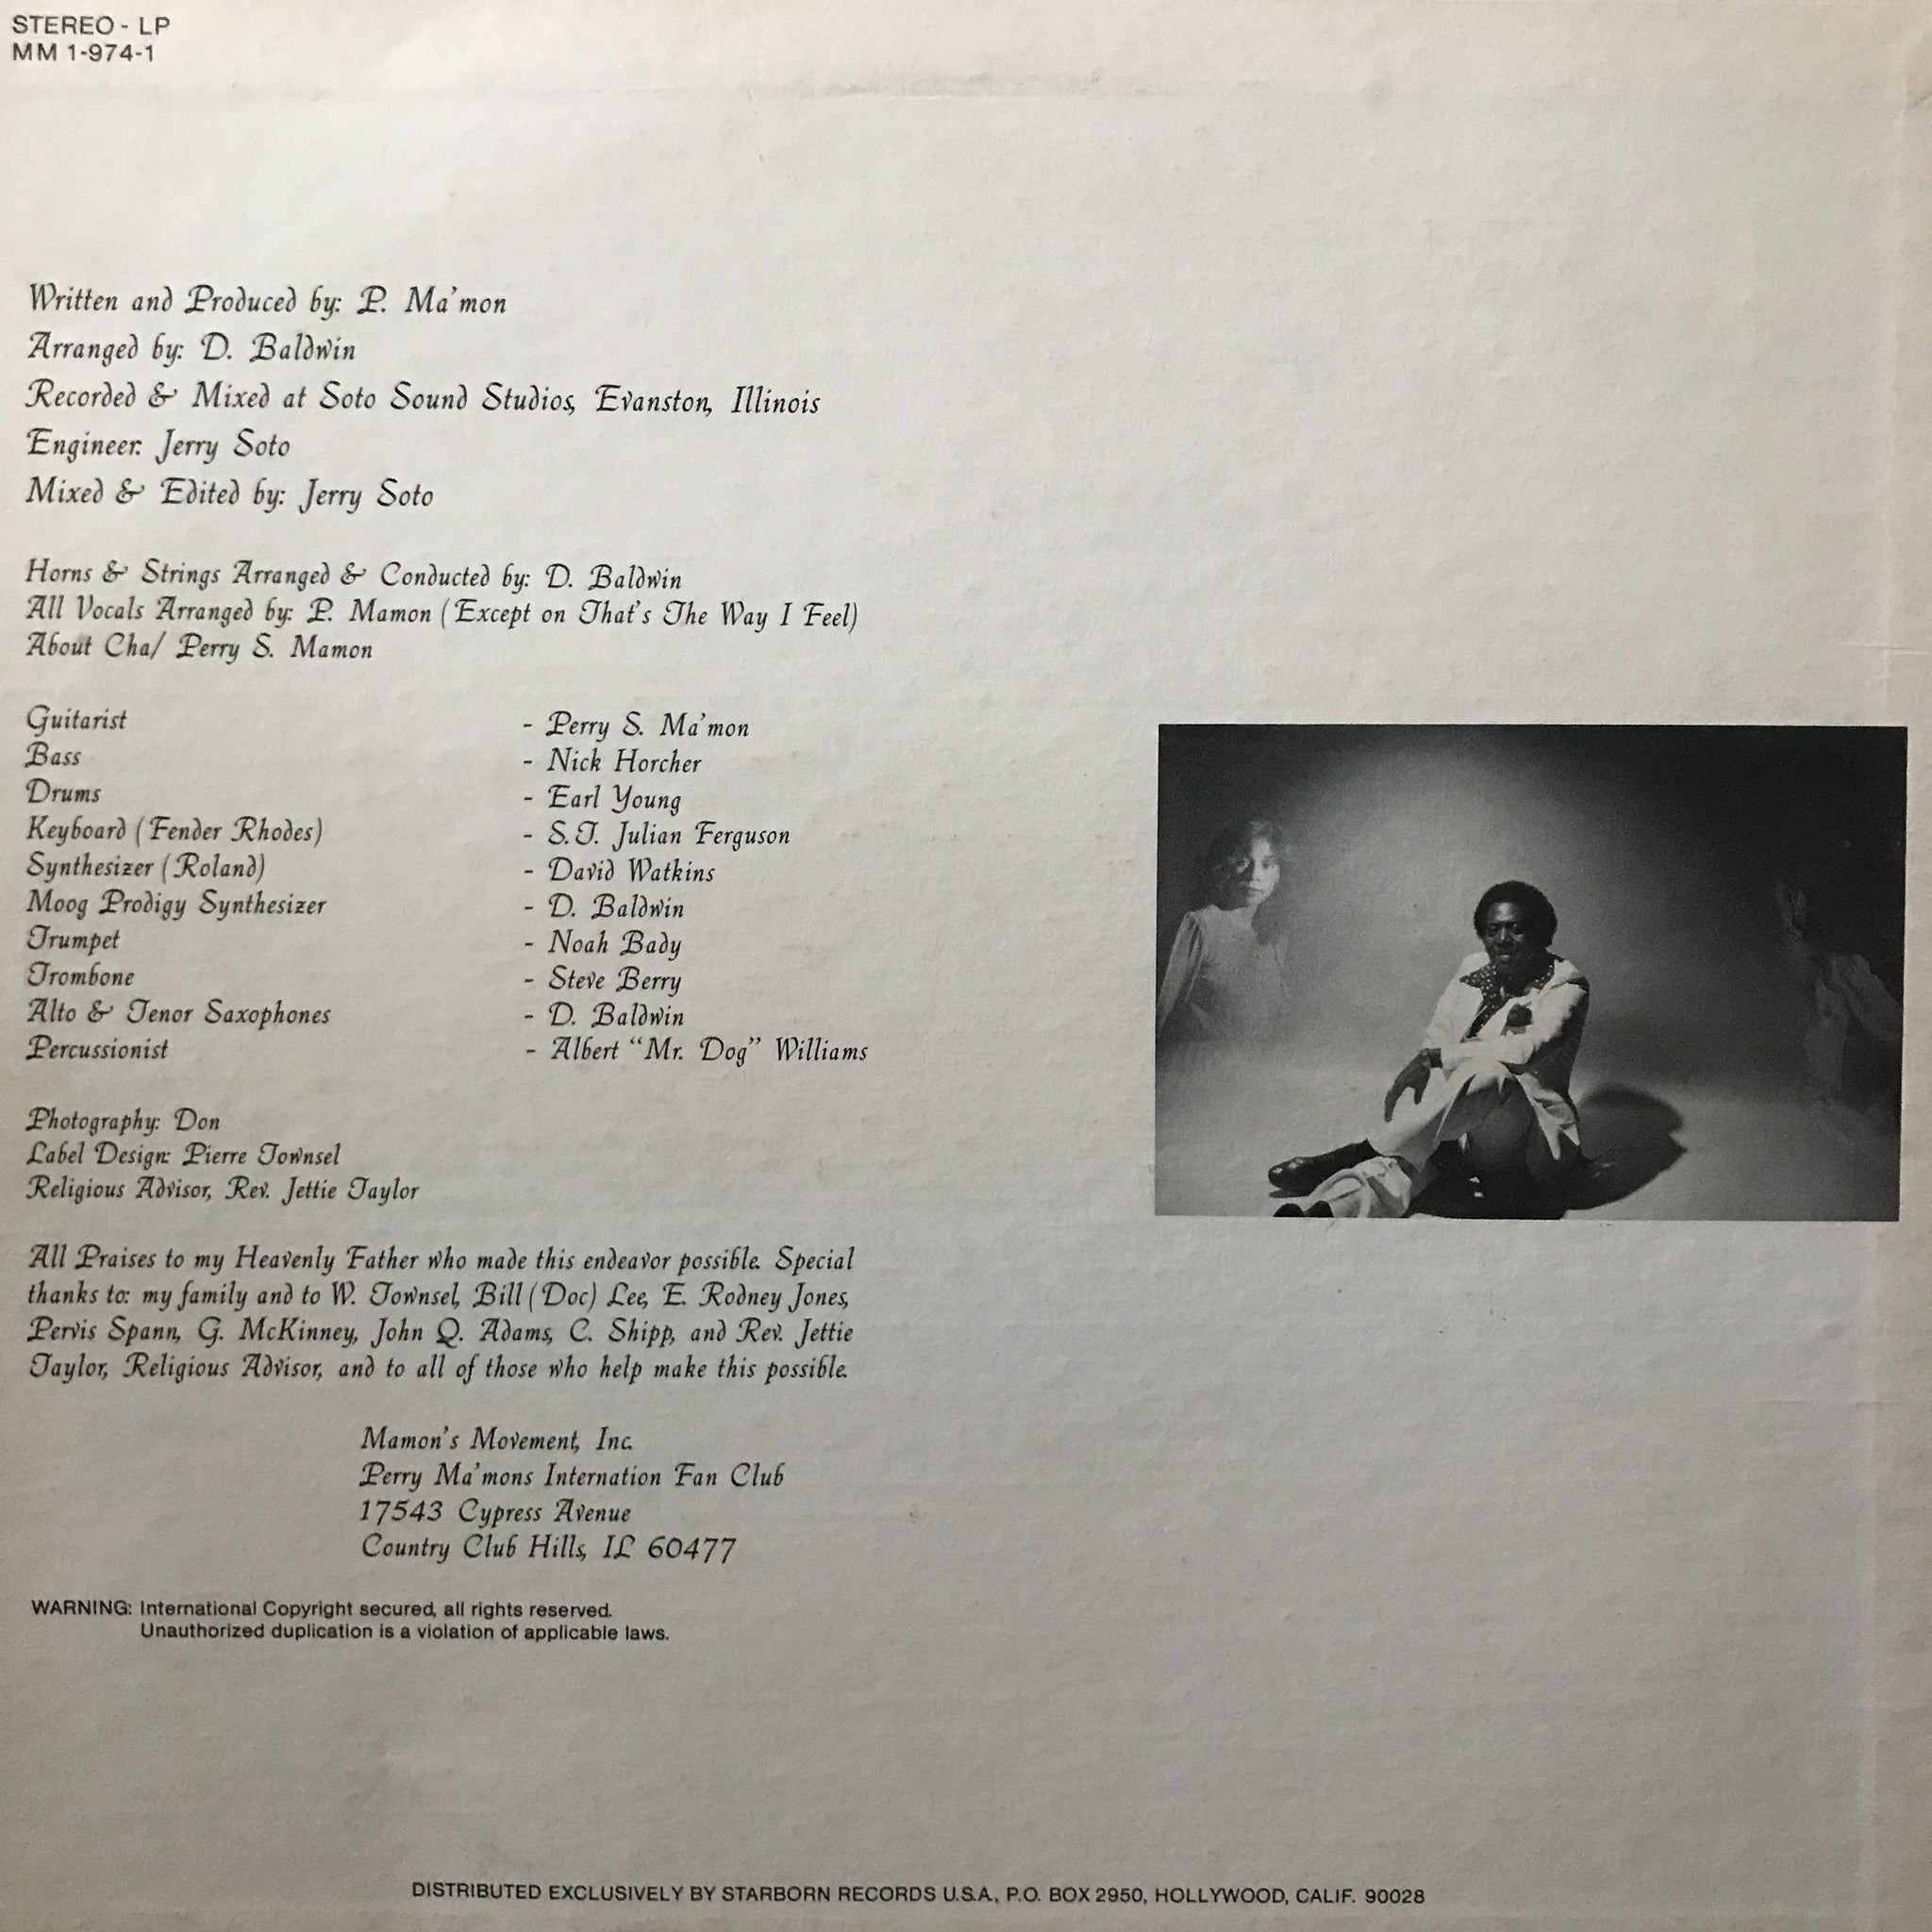 STEREO - LP
MM 1-974-1
Written and Produced by: P. Ma'mon
Arranged by: D. Baldwin
Recorded & Mixed at Soto Sound Studios, Evanston, Illinois
Engineer: Jerry Soto
Mixed & Edited by: Jerry Soto
Horns & Strings Arranged & Conducted by: D. Baldwin
All Vocals Arranged by: P. Mamon (Except on That's The Way I Feel)
About Cha/ Perry S. Mamon
Guitarist - Perry S. Ma'mon
Bass - Nick Horcher
Drums - Earl Young
Keyboard (Fender Rhodes) - S.T. Julian Ferguson
Synthesizer (Roland) - David Watkins
Moog Prodigy Synthesizer - D. Baldwin
Trumpet - Noah Bady
Trombone - Steve Berry
Alto & Tenor Saxophones - D. Baldwin
Percussionist - Albert "Mr. Dog" Williams
Photography: Don
Label Design: Pierre Townsel
Religious Advisor, Rev. Jettie Taylor
All Praises to my Heavenly Father who made this endeavor possible. Special
thanks to: my family and to W. Townsel, Bill (Doc) Lee, E. Rodney Jones,
Pervis Spann, G. McKinney, John Q. Adams, C. Shipp, and Rev. Jettie
Taylor, Religious Advisor, and to all of those who help make this possible.
Mamon's Movement, Inc.
Perry Ma'mons Internation Fan Club
17543 Cypress Avenue
Country Club Hills, IL 60477
WARNING: International Copyright secured, all rights reserved.
Unauthorized duplication is a violation of applicable laws.
DISTRIBUTED EXCLUSIVELY BY STARBORN RECORDS U.S.A., P.O. BOX 2950, HOLLYWOOD, CALIF. 90028